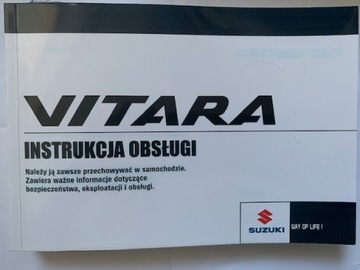 VITARA
INSTRUKCJA OBSŁUGI
Należy ją zawsze przechowywać w samochodzie.
Zawiera ważne informacje dotyczące
bezpieczeństwa, eksploatacji i obsługi.
SUZUKI
WAY OF LIFE!